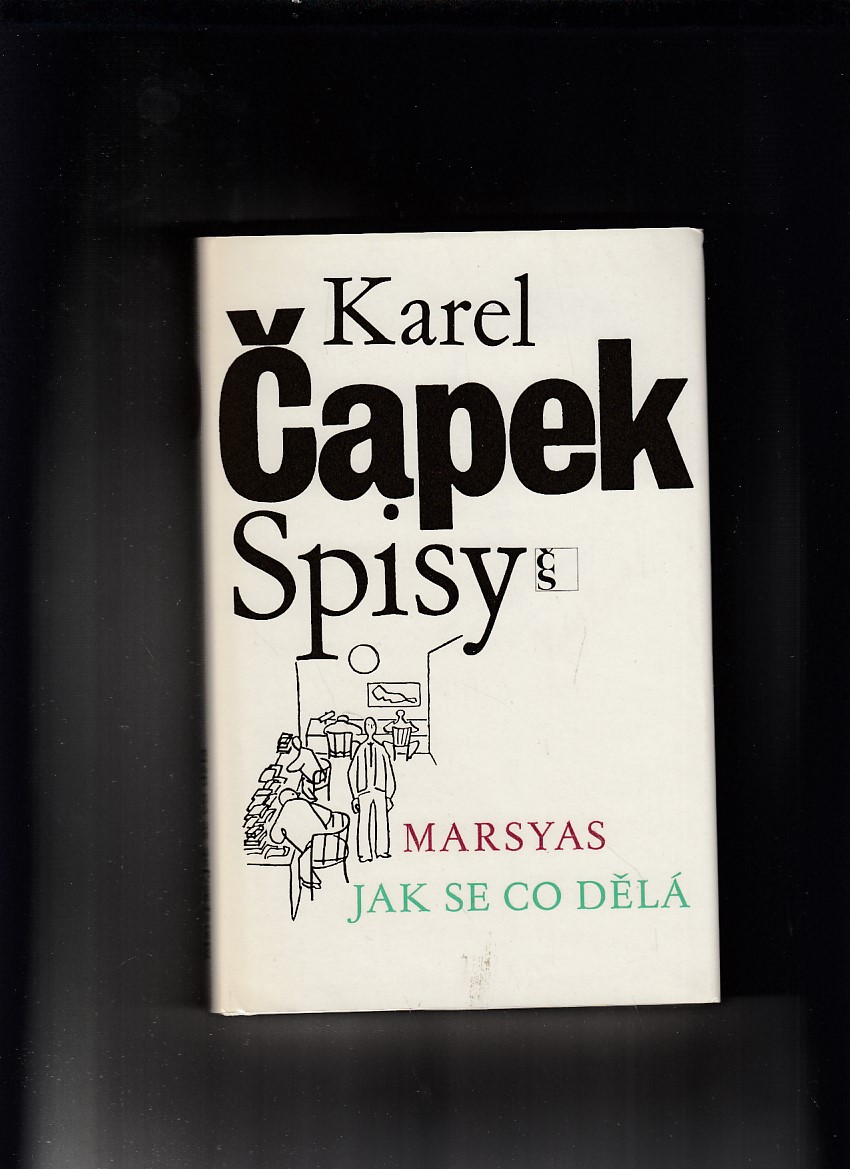 Karel
Čapek
Spisy
čs
MARSYAS
JAK SE CO DĚLÁ